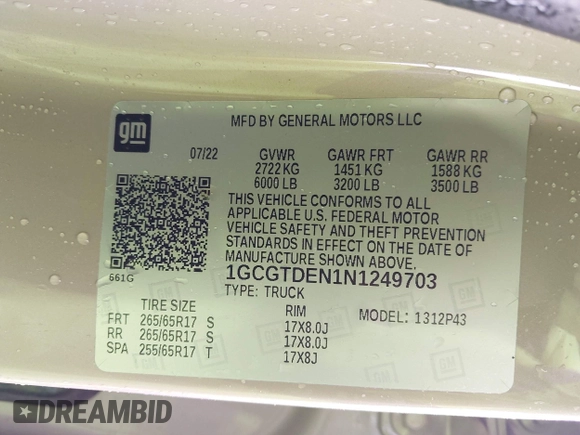 gm
MFD BY GENERAL MOTORS LLC
07/22 GVWR GAWR FRT GAWR RR
2722 KG 1451 KG 1588 KG
6000 LB 3200 LB 3500 LB
THIS VEHICLE CONFORMS TO ALL
APPLICABLE U.S. FEDERAL MOTOR
VEHICLE SAFETY AND THEFT PREVENTION
STANDARDS IN EFFECT ON THE DATE OF
MANUFACTURE SHOWN ABOVE.
661G
1GCGTDEN1N1249703
TYPE: TRUCK
TIRE SIZE RIM MODEL: 1312P43
FRT 265/65R17 S 17X8.0J
RR 265/65R17 S 17X8.0J
SPA 255/65R17 T 17X8J
DREAMBID